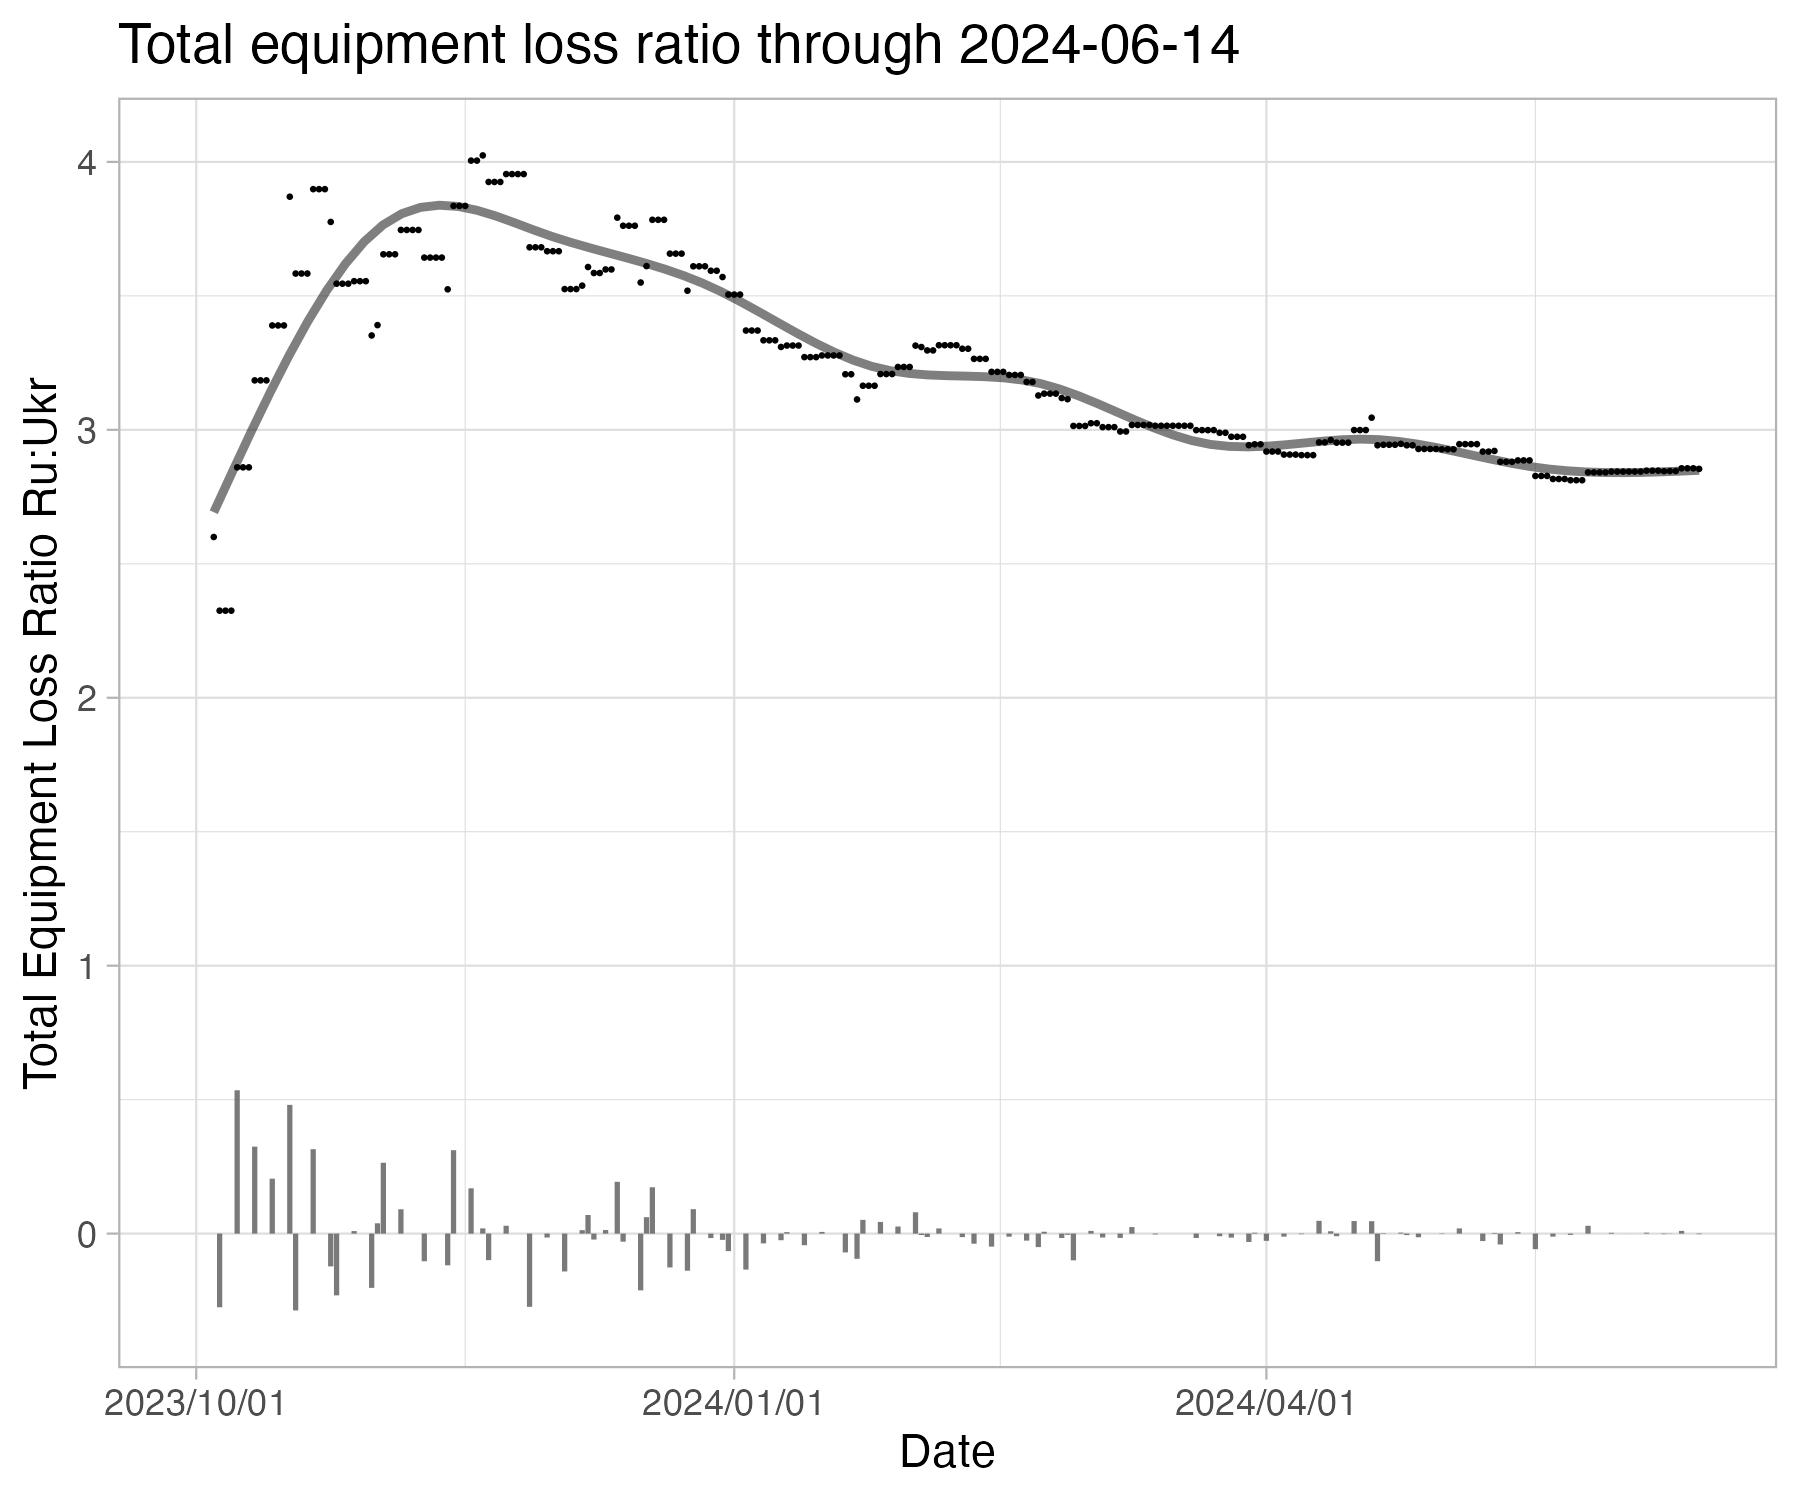 Total equipment loss ratio through 2024-06-14
Total Equipment Loss Ratio Ru:Ukr
4
3
2
1
0
2023/10/01
2024/01/01
2024/04/01
Date